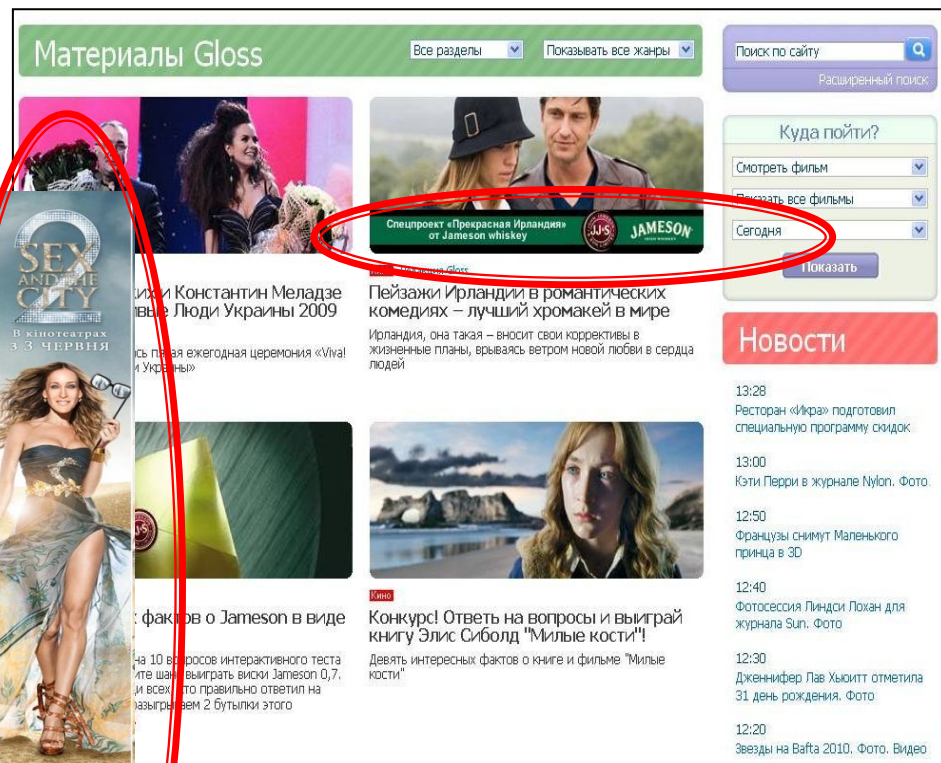 Материалы Gloss
Все разделы
Показывать все жанры
Поиск по сайту
Расширенный поиск
Куда пойти?
Смотреть фильм
Показать все фильмы
Сегодня
Показать
Спецпроект «Прекрасная Ирландия»
от Jameson whiskey
JJ&S
JAMESON
Gloss
2
SEX
AND THE
CITY
В кінотеатрах
з 3 червня
и Константин Меладзе
Люди Украины 2009
ежегодная церемония «Viva!
Украины»
Пейзажи Ирландии в романтических
комедиях – лучший хромакей в мире
Ирландия, она такая – вносит свои коррективы в
жизненные планы, врываясь ветром новой любви в сердца
людей
Новости
13:28
Ресторан «Икра» подготовил
специальную программу скидок
13:00
Кэти Перри в журнале Nylon. Фото
12:50
Французы снимут Маленького
принца в 3D
12:40
Фотосессия Линдси Лохан для
журнала Sun. Фото
12:30
Дженнифер Лав Хьюитт отметила
31 день рождения. Фото
12:20
Звезды на Bafta 2010. Фото. Видео
фактов о Jameson в виде
на 10 вопросов интерактивного теста
выиграть виски Jameson 0,7.
правильно ответил на
2 бутылки этого
Кино
Конкурс! Ответь на вопросы и выиграй
книгу Элис Сиболд "Милые кости"!
Девять интересных фактов о книге и фильме "Милые
кости"